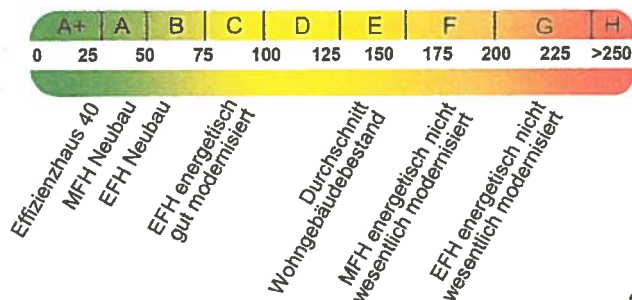 A+ A B C D E F G H
0 25 50 75 100 125 150 175 200 225 >250
Effizienzhaus 40
MFH Neubau
EFH Neubau
EFH energetisch
gut modernisiert
Durchschnitt
Wohngebäudebestand
MFH energetisch nicht
wesentlich modernisiert
EFH energetisch nicht
wesentlich modernisiert